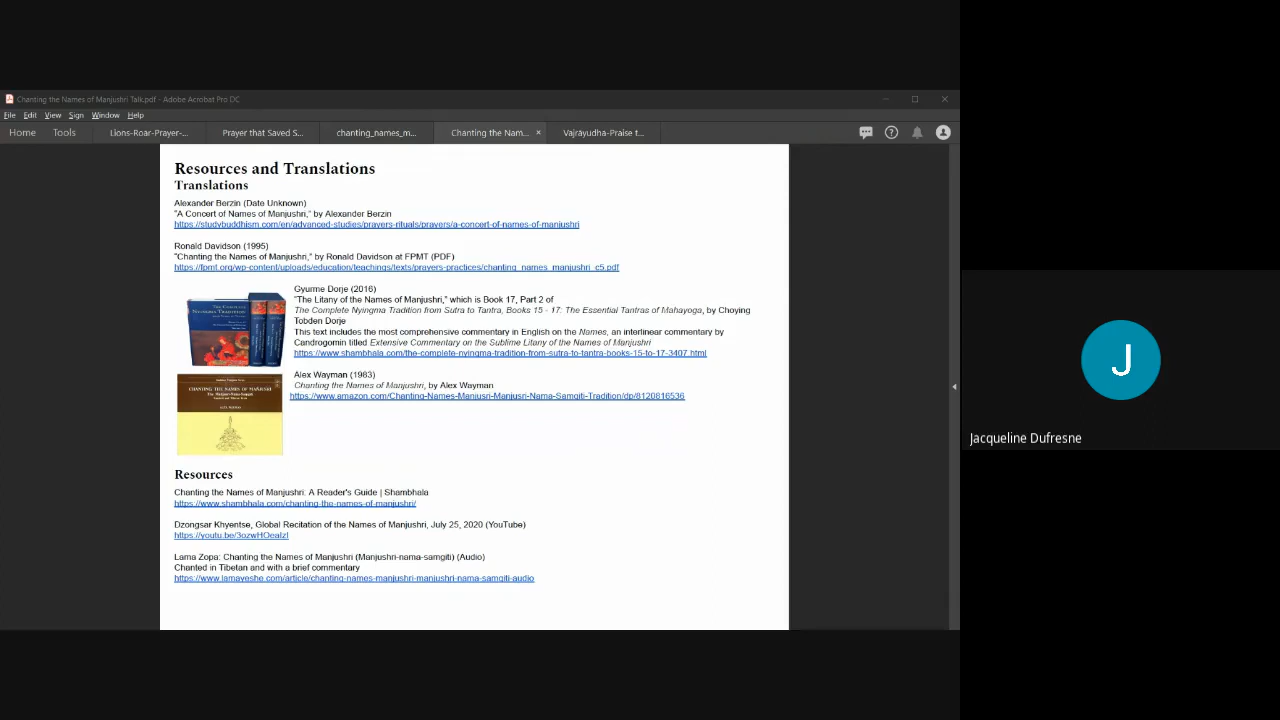 Chanting the Names of Manjushri Talk.pdf - Adobe Acrobat Pro DC
File Edit View Sign Window Help
Home Tools Lions-Roar-Prayer-... Prayer that Saved S... chanting_names_m... Chanting the Nam... × Vajrayudha-Praise t...
Resources and Translations
Translations
Alexander Berzin (Date Unknown)
"A Concert of Names of Manjushri," by Alexander Berzin
https://studybuddhism.com/en/advanced-studies/prayers-rituals/prayers/a-concert-of-names-of-manjushri
Ronald Davidson (1995)
"Chanting the Names of Manjushri," by Ronald Davidson at FPMT (PDF)
https://fpmt.org/wp-content/uploads/education/teachings/texts/prayers-practices/chanting_names_manjushri_c5.pdf
Gyurme Dorje (2016)
"The Litany of the Names of Manjushri," which is Book 17, Part 2 of
The Complete Nyingma Tradition from Sutra to Tantra, Books 15 - 17: The Essential Tantras of Mahayoga, by Choying
Tobden Dorje
This text includes the most comprehensive commentary in English on the Names, an interlinear commentary by
Candrogomin titled Extensive Commentary on the Sublime Litany of the Names of Manjushri
https://www.shambhala.com/the-complete-nyingma-tradition-from-sutra-to-tantra-books-15-to-17-3407.html
Alex Wayman (1983)
Chanting the Names of Manjushri, by Alex Wayman
https://www.amazon.com/Chanting-Names-Manjusri-Manjusri-Nama-Samgiti-Tradition/dp/8120816536
THE COMPLETE
NYINGMA TRADITION
CHANTING THE NAMES OF MAÑJUŚRĪ
Resources
Chanting the Names of Manjushri: A Reader's Guide | Shambhala
https://www.shambhala.com/chanting-the-names-of-manjushri/
Dzongsar Khyentse, Global Recitation of the Names of Manjushri, July 25, 2020 (YouTube)
Lama Zopa: Chanting the Names of Manjushri (Manjushri-nama-samgiti) (Audio)
Chanted in Tibetan and with a brief commentary
https://www.lamayeshe.com/article/chanting-names-manjushri-manjushri-nama-samgiti-audio
J
Jacqueline Dufresne